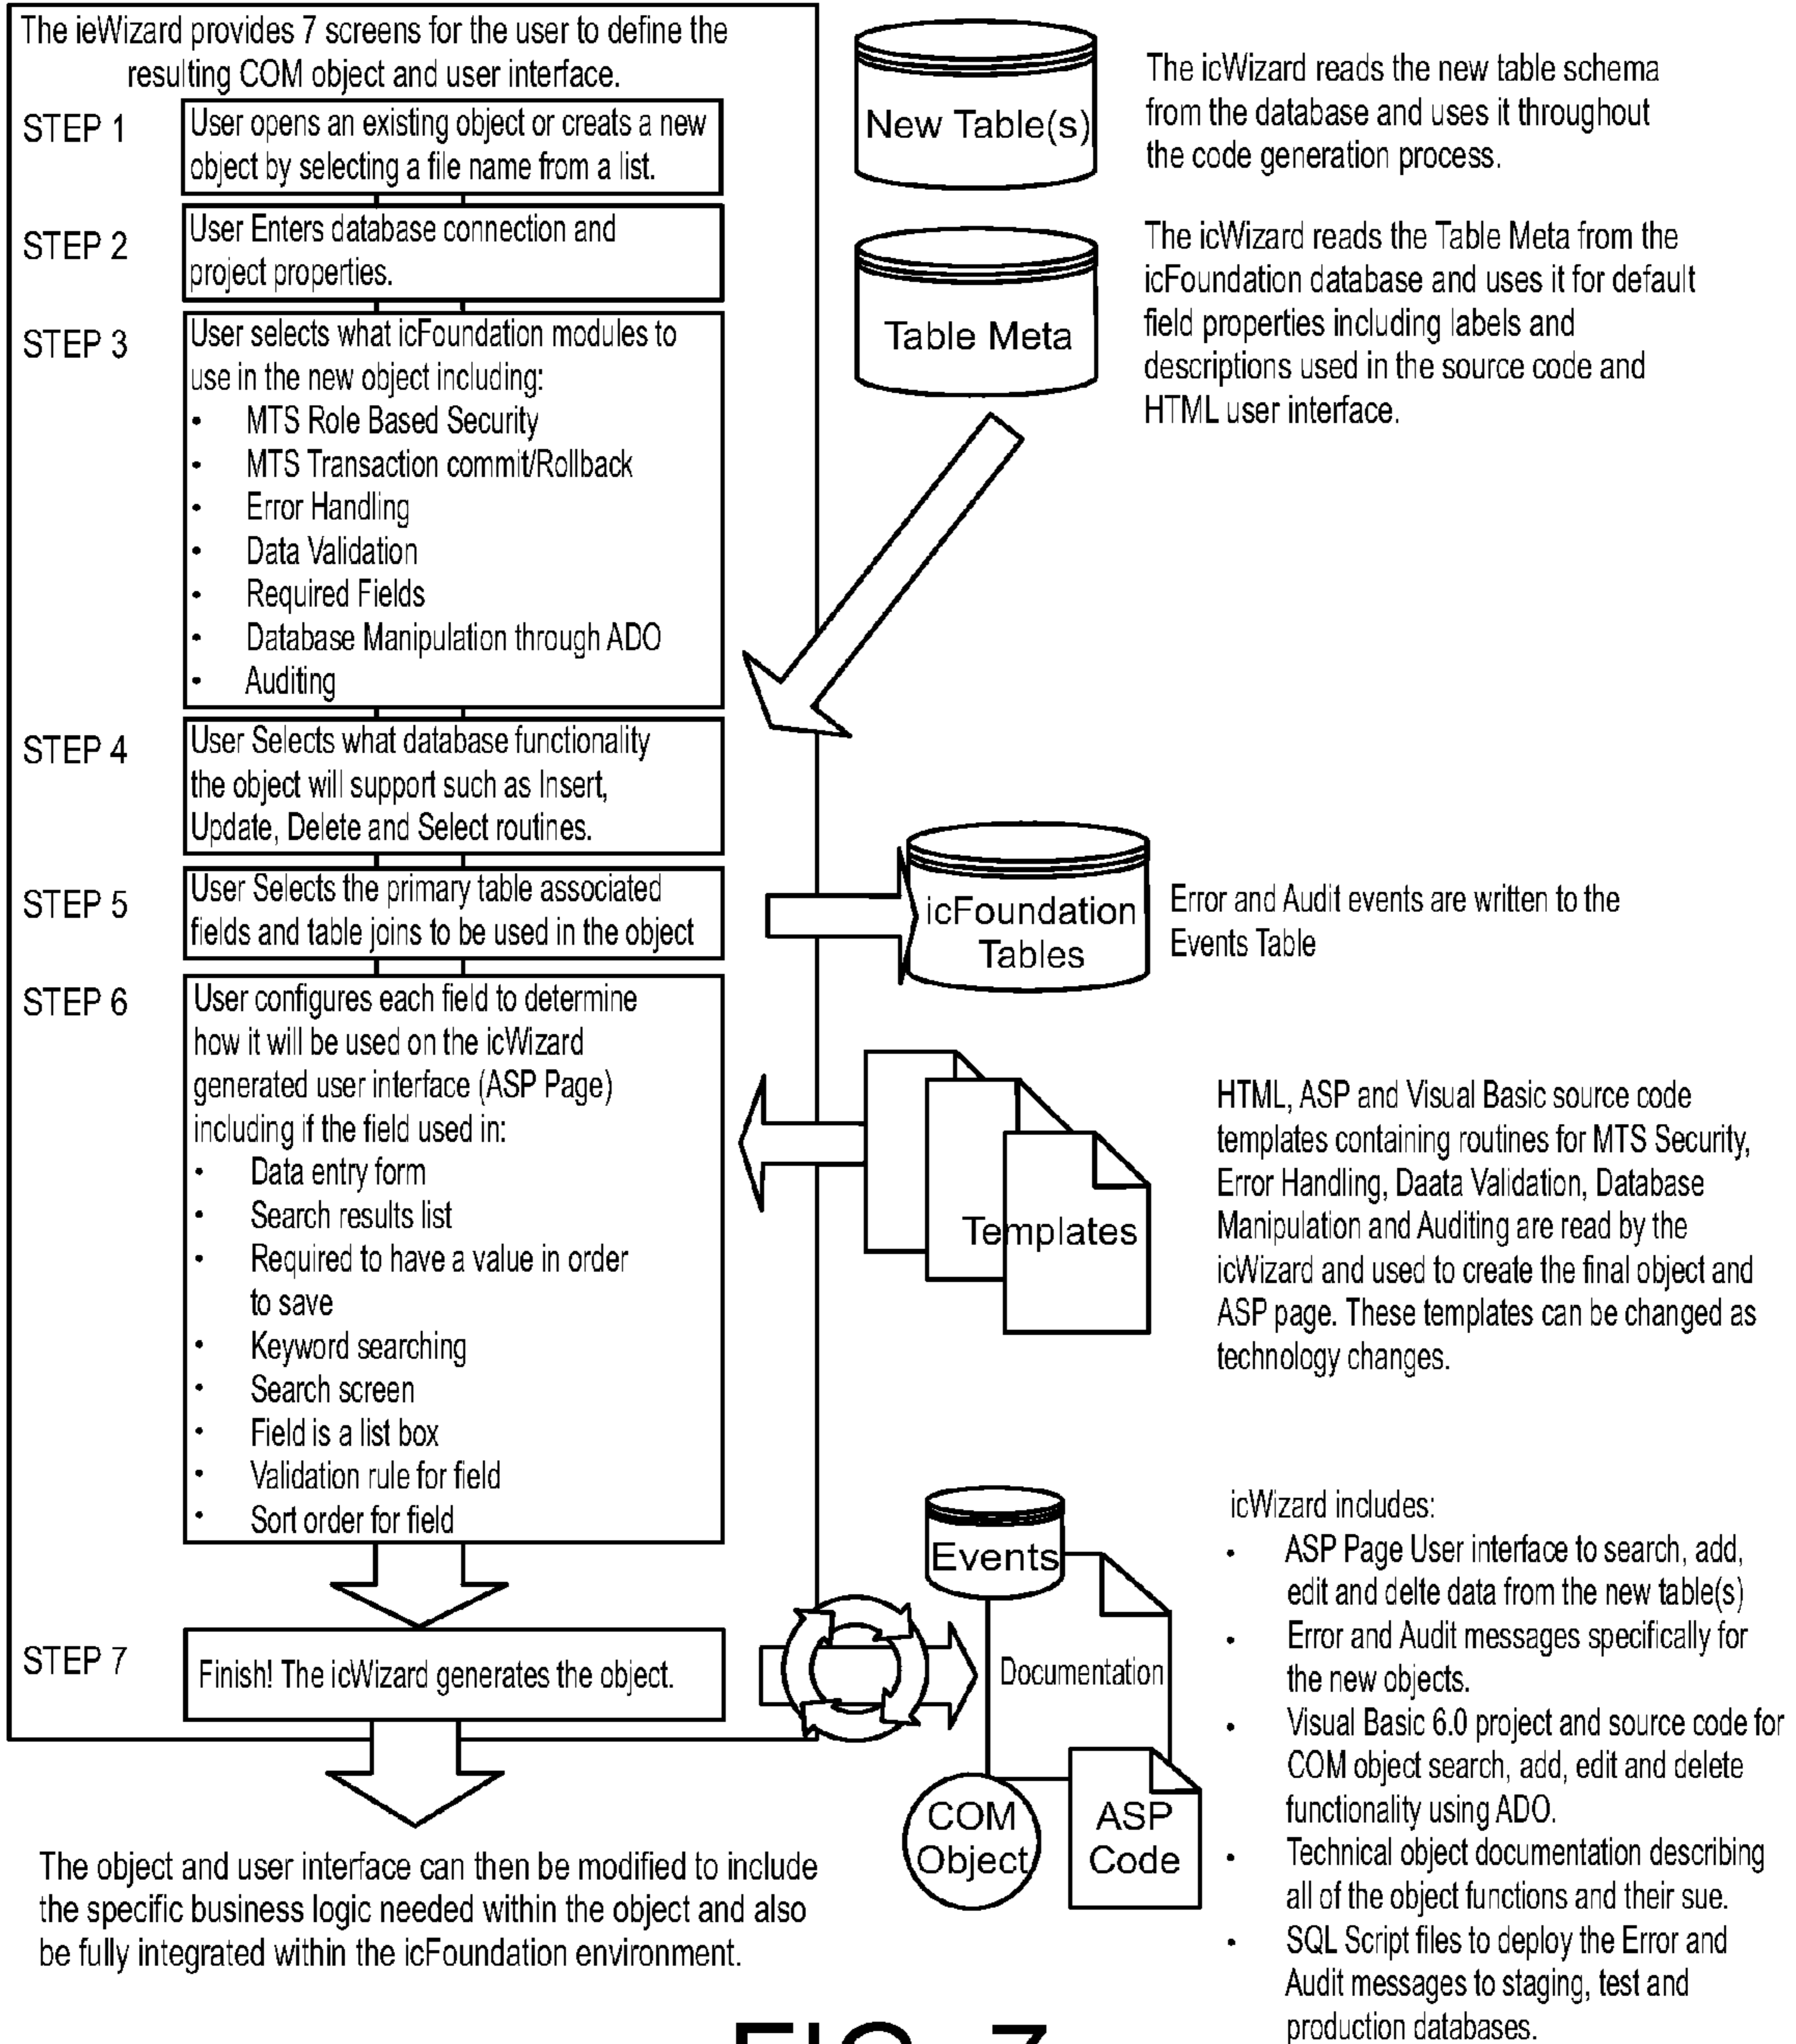 The ieWizard provides 7 screens for the user to define the
resulting COM object and user interface.
STEP 1
User opens an existing object or creats a new
object by selecting a file name from a list.
STEP 2
User Enters database connection and
project properties.
STEP 3
User selects what icFoundation modules to
use in the new object including:
• MTS Role Based Security
• MTS Transaction commit/Rollback
• Error Handling
• Data Validation
• Required Fields
• Database Manipulation through ADO
• Auditing
STEP 4
User Selects what database functionality
the object will support such as Insert,
Update, Delete and Select routines.
STEP 5
User Selects the primary table associated
fields and table joins to be used in the object
STEP 6
User configures each field to determine
how it will be used on the icWizard
generated user interface (ASP Page)
including if the field used in:
• Data entry form
• Search results list
• Required to have a value in order
to save
• Keyword searching
• Search screen
• Field is a list box
• Validation rule for field
• Sort order for field
STEP 7
Finish! The icWizard generates the object.
The object and user interface can then be modified to include
the specific business logic needed within the object and also
be fully integrated within the icFoundation environment.
New Table(s)
The icWizard reads the new table schema
from the database and uses it throughout
the code generation process.
Table Meta
The icWizard reads the Table Meta from the
icFoundation database and uses it for default
field properties including labels and
descriptions used in the source code and
HTML user interface.
icFoundation
Tables
Error and Audit events are written to the
Events Table
Templates
HTML, ASP and Visual Basic source code
templates containing routines for MTS Security,
Error Handling, Daata Validation, Database
Manipulation and Auditing are read by the
icWizard and used to create the final object and
ASP page. These templates can be changed as
technology changes.
Events
Documentation
COM
Object
ASP
Code
icWizard includes:
• ASP Page User interface to search, add,
edit and delte data from the new table(s)
• Error and Audit messages specifically for
the new objects.
• Visual Basic 6.0 project and source code for
COM object search, add, edit and delete
functionality using ADO.
• Technical object documentation describing
all of the object functions and their sue.
• SQL Script files to deploy the Error and
Audit messages to staging, test and
production databases.
FIG. 7